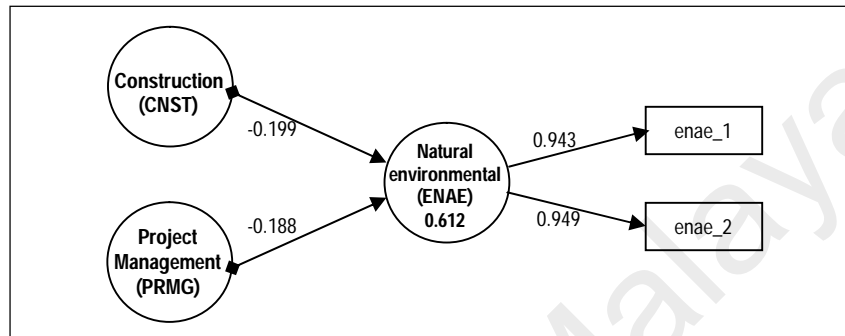 Construction
(CNST)
-0.199
Natural
environmental
(ENAE)
0.612
0.943
enae_1
0.949
enae_2
-0.188
Project
Management
(PRMG)
Malaya